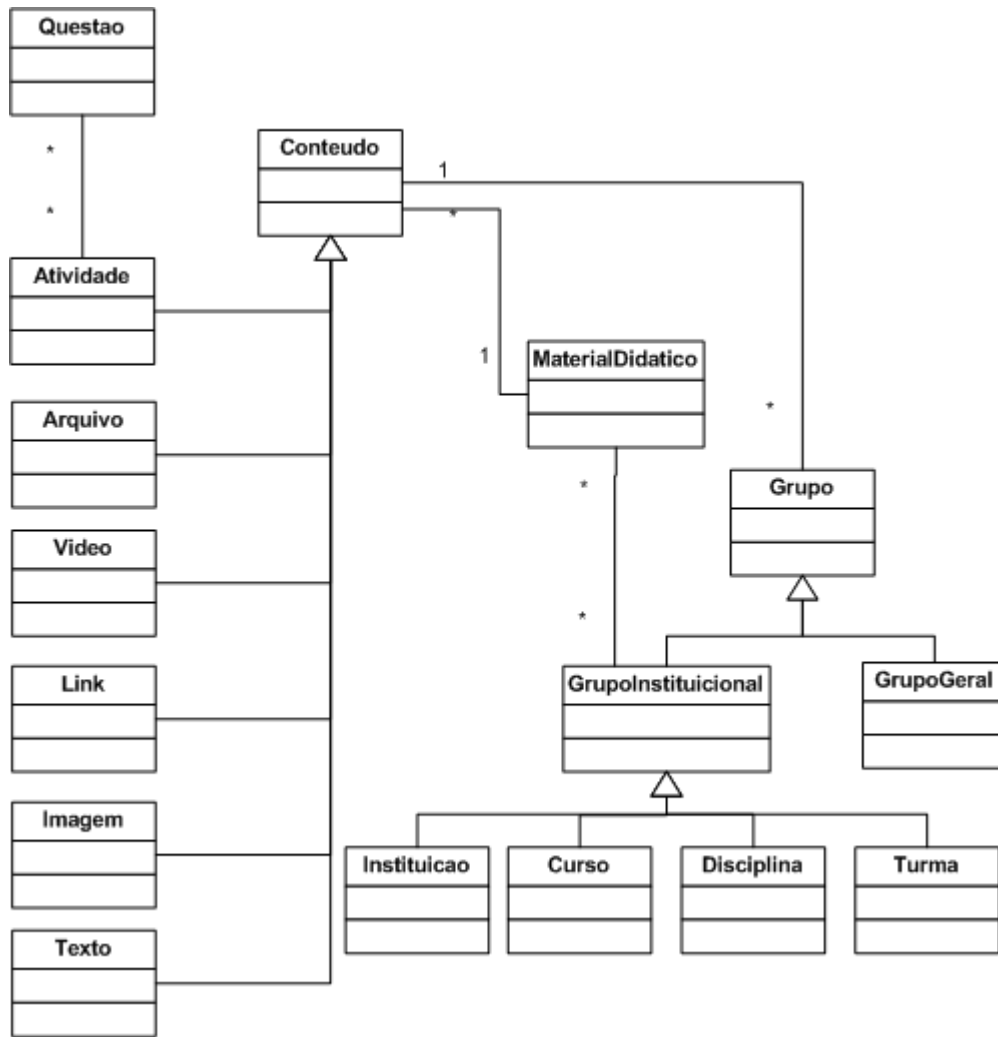 Questao
*
*
Conteudo
1
*
Atividade
1
MaterialDidatico
*
Arquivo
*
Grupo
Video
*
Link
GrupoInstituicional
GrupoGeral
Imagem
Instituicao
Curso
Disciplina
Turma
Texto